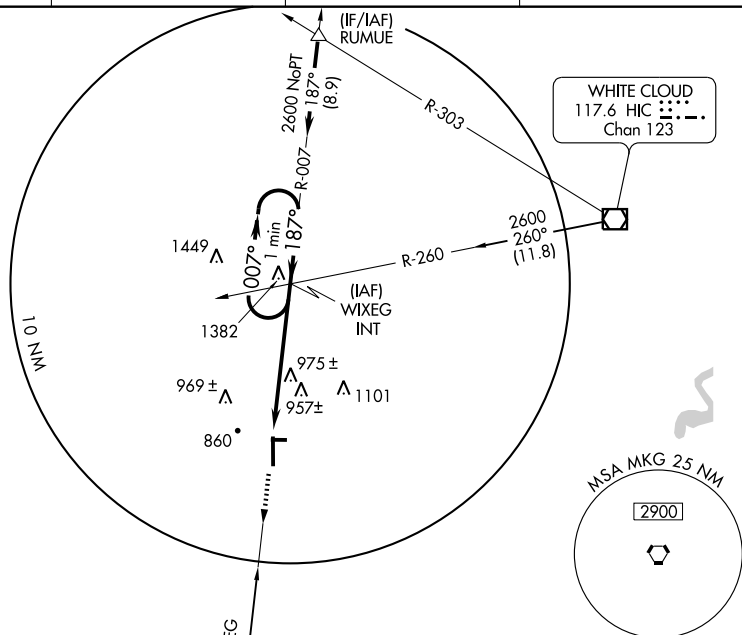 (IF/IAF)
RUMUE
2600 NoPT
187°
(8.9)
R-303
WHITE CLOUD
117.6 HIC
Chan 123
R-007
2600
260°
(11.8)
R-260
1449
007°
1 min
187°
(IAF)
WIXEG
INT
1382
10 NM
975 ±
969 ±
957±
1101
860
MSA MKG 25 NM
2900
EG